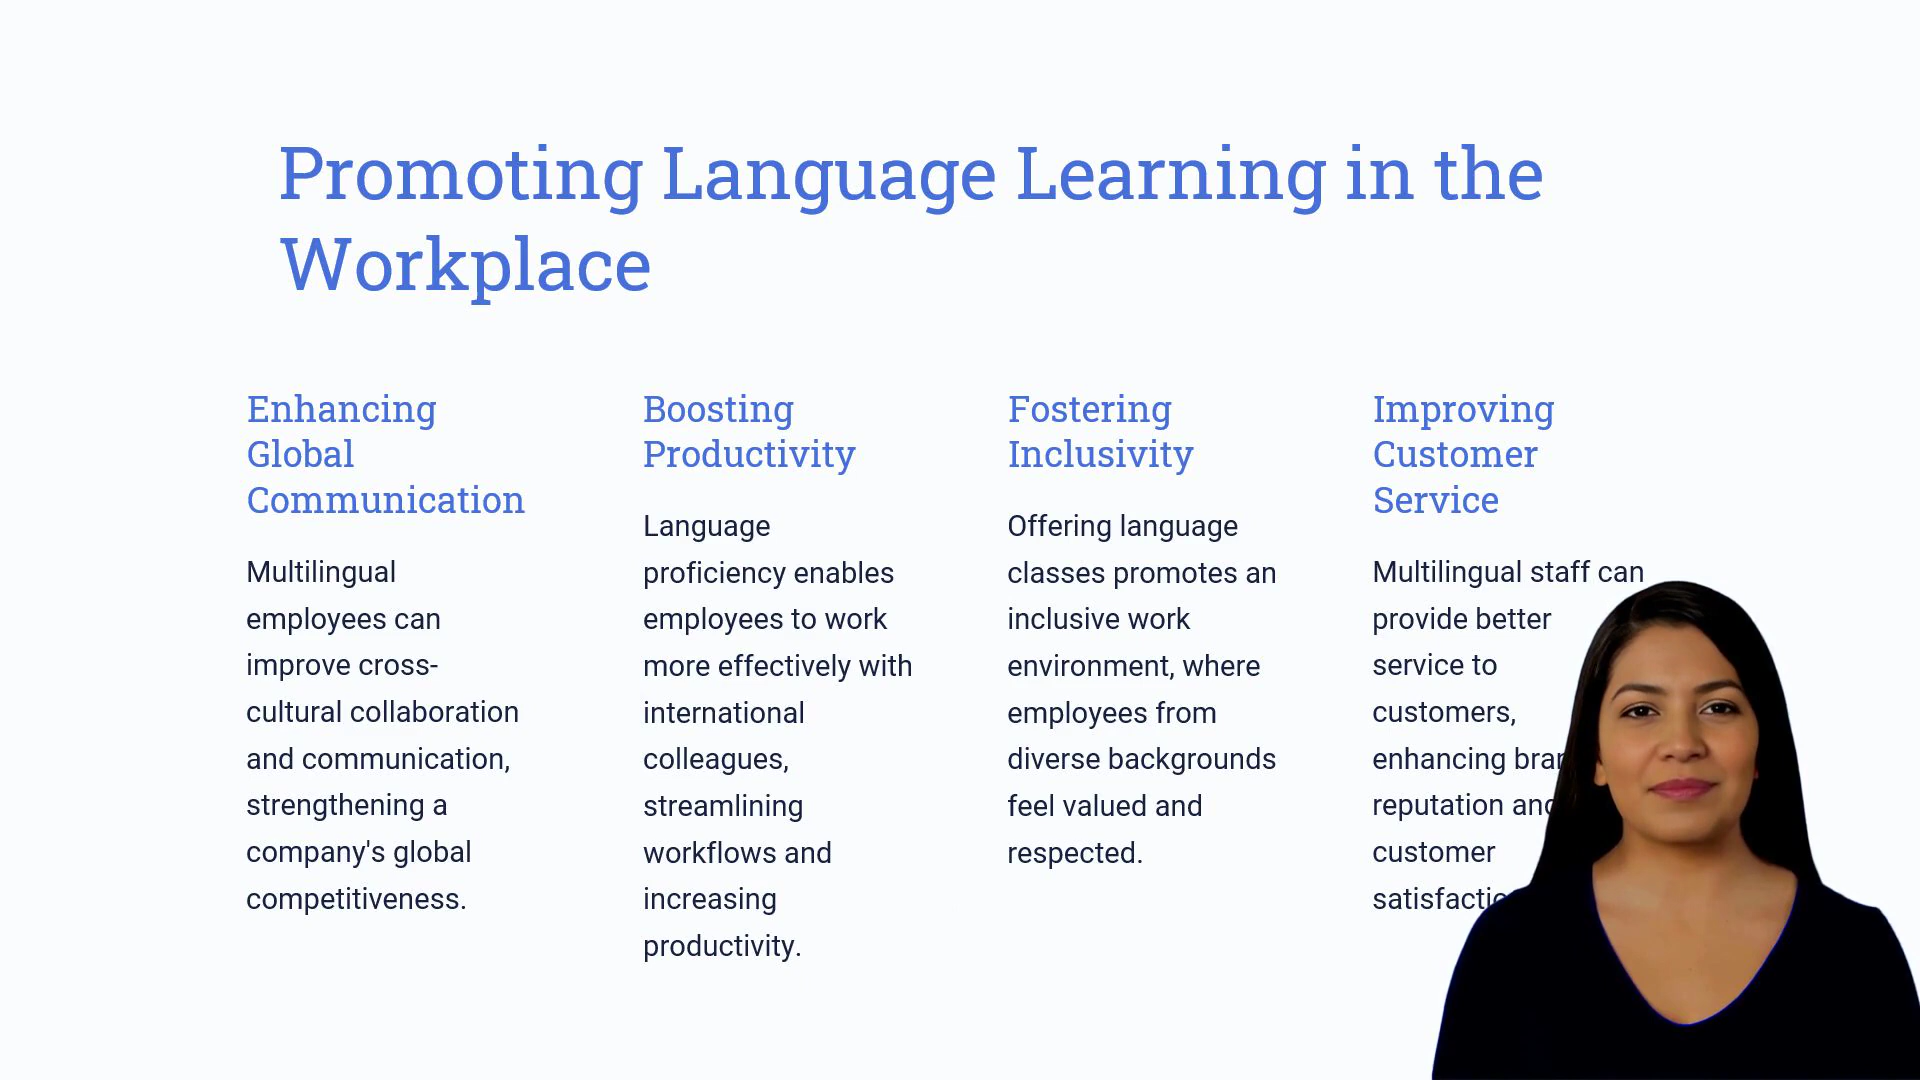 Promoting Language Learning in the
Workplace
Enhancing
Global
Communication
Multilingual
employees can
improve cross-
cultural collaboration
and communication,
strengthening a
company's global
competitiveness.
Boosting
Productivity
Language
proficiency enables
employees to work
more effectively with
international
colleagues,
streamlining
workflows and
increasing
productivity.
Fostering
Inclusivity
Offering language
classes promotes an
inclusive work
environment, where
employees from
diverse backgrounds
feel valued and
respected.
Improving
Customer
Service
Multilingual staff can
provide better
service to
customers,
enhancing
reputation and
customer